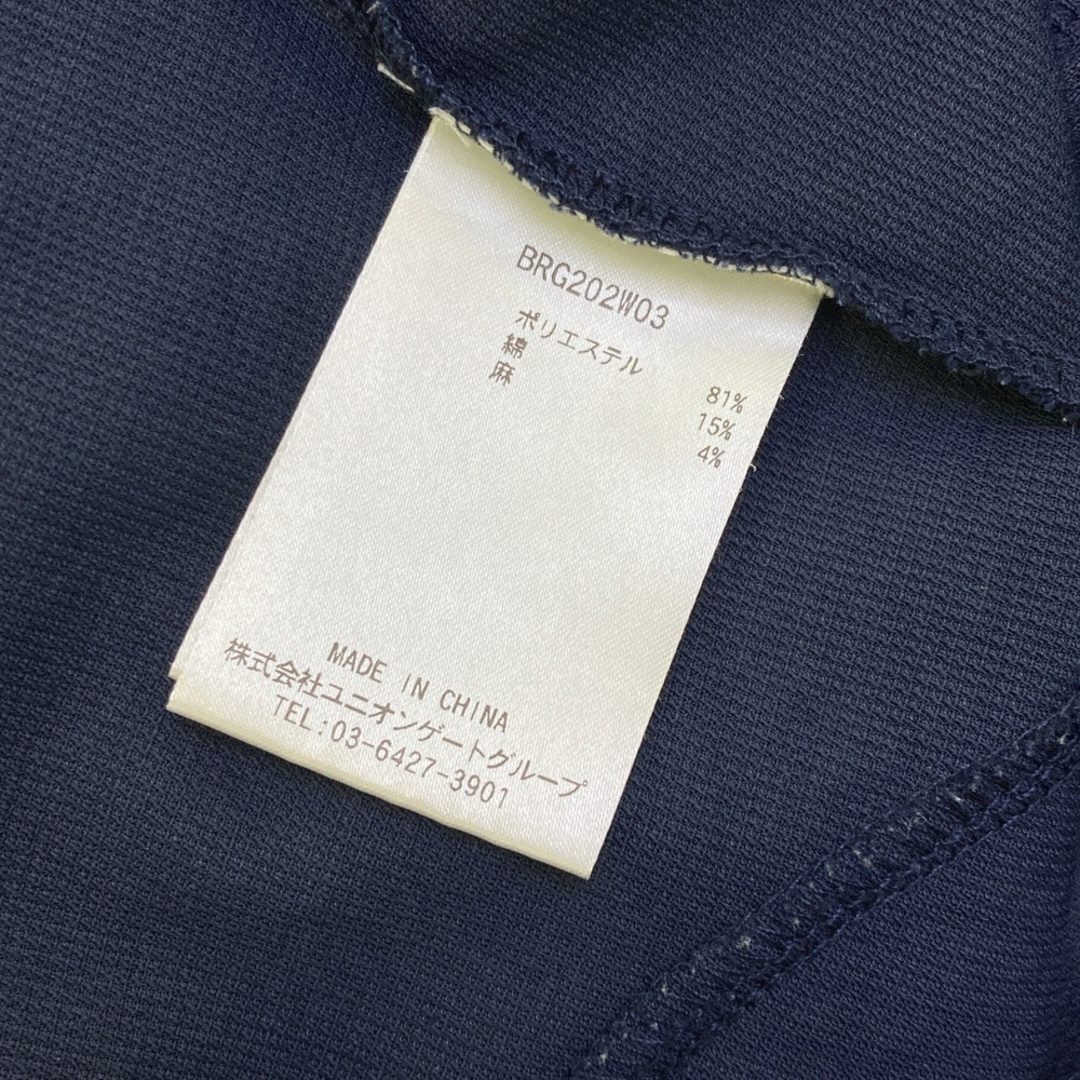 BRG202W03
ポリエステル 81%
綿 15%
麻 4%
MADE IN CHINA
株式会社ユニオンゲートグループ
TEL:03-6427-3901